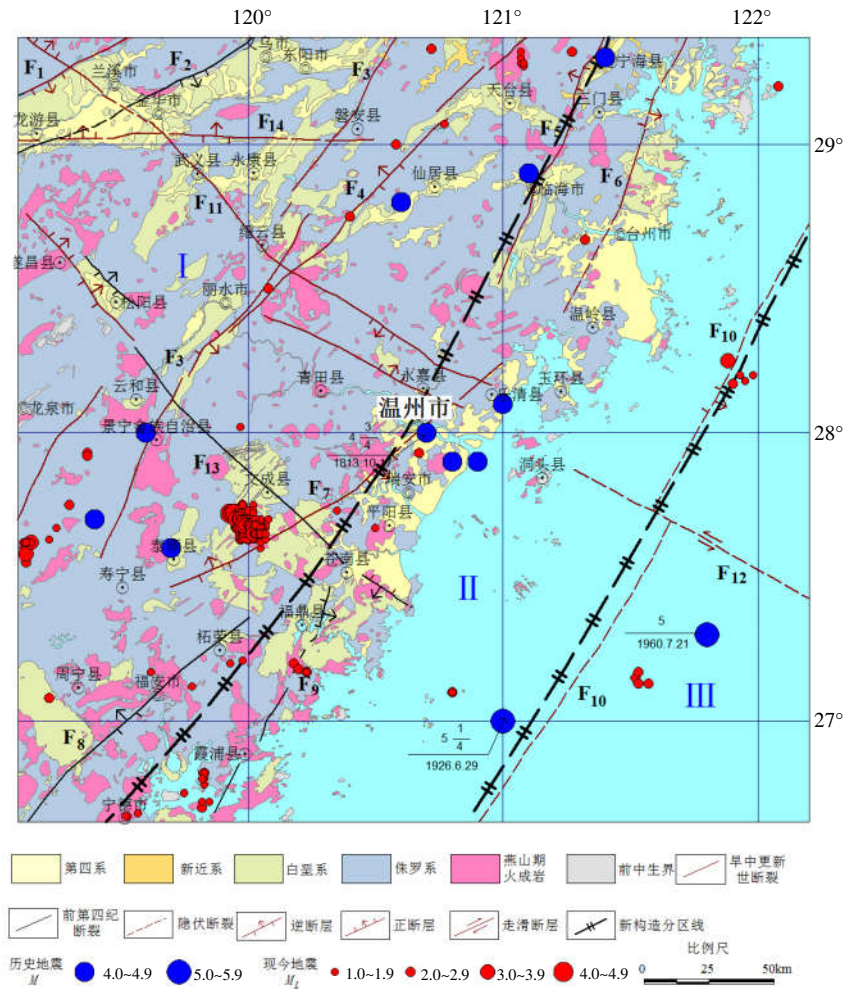 120° 121° 122°
F1 F2 义乌市 东阳市 F3 宁海县
兰溪市 天台县 三门县
金华市
龙游县 F14 磐安县 F5 29°
武义县 永康县 F4 仙居县 临海市 F6
F11
缙云县 台州市
遂昌县 I
丽水市
松阳县 温岭县
F10
F3
云和县 青田县 永嘉县 玉环县
龙泉市 温州市 乐清县
景宁畲族自治县 4 3/4 28°
1813.10.1
F13 洞头县
文成县 F7 瑞安市
平阳县
泰顺县 F12
寿宁县 苍南县 II
福鼎县 5
1960.7.21
柘荣县
周宁县 福安市 F9 F10 III
27°
F8 5 1/4
霞浦县 1926.6.29
宁德市
第四系 新近系 白垩系 侏罗系 燕山期火成岩 前中生界 早中更新世断裂
前第四纪断裂 隐伏断裂 逆断层 正断层 走滑断层 新构造分区线
比例尺
历史地震 M 4.0~4.9 5.0~5.9 现今地震 ML 1.0~1.9 2.0~2.9 3.0~3.9 4.0~4.9 0 25 50km